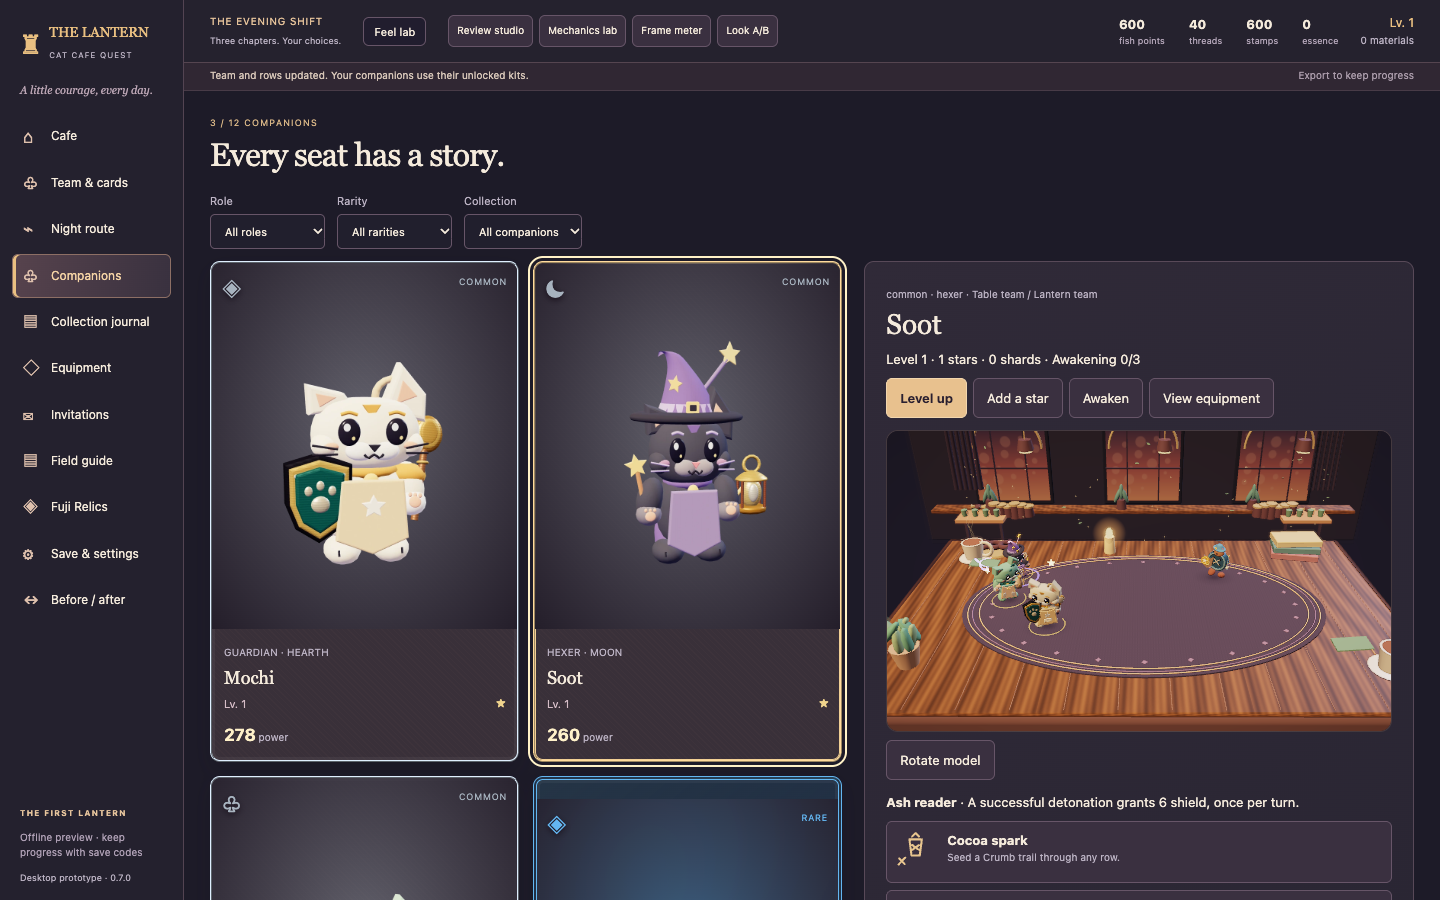 THE LANTERN
CAT CAFE QUEST
A little courage, every day.
Cafe
Team & cards
Night route
Companions
Collection journal
Equipment
Invitations
Field guide
Fuji Relics
Save & settings
Before / after
THE FIRST LANTERN
Offline preview · keep
progress with save codes
Desktop prototype · 0.7.0
THE EVENING SHIFT
Three chapters. Your choices.
Feel lab
Review studio
Mechanics lab
Frame meter
Look A/B
600
fish points
40
threads
600
stamps
0
essence
Lv. 1
0 materials
Team and rows updated. Your companions use their unlocked kits.
Export to keep progress
3 / 12 COMPANIONS
Every seat has a story.
Role
Rarity
Collection
All roles
All rarities
All companions
COMMON
GUARDIAN · HEARTH
Mochi
Lv. 1
278 power
COMMON
HEXER · MOON
Soot
Lv. 1
260 power
COMMON
RARE
common · hexer · Table team / Lantern team
Soot
Level 1 · 1 stars · 0 shards · Awakening 0/3
Level up
Add a star
Awaken
View equipment
Rotate model
Ash reader · A successful detonation grants 6 shield, once per turn.
Cocoa spark
Seed a Crumb trail through any row.